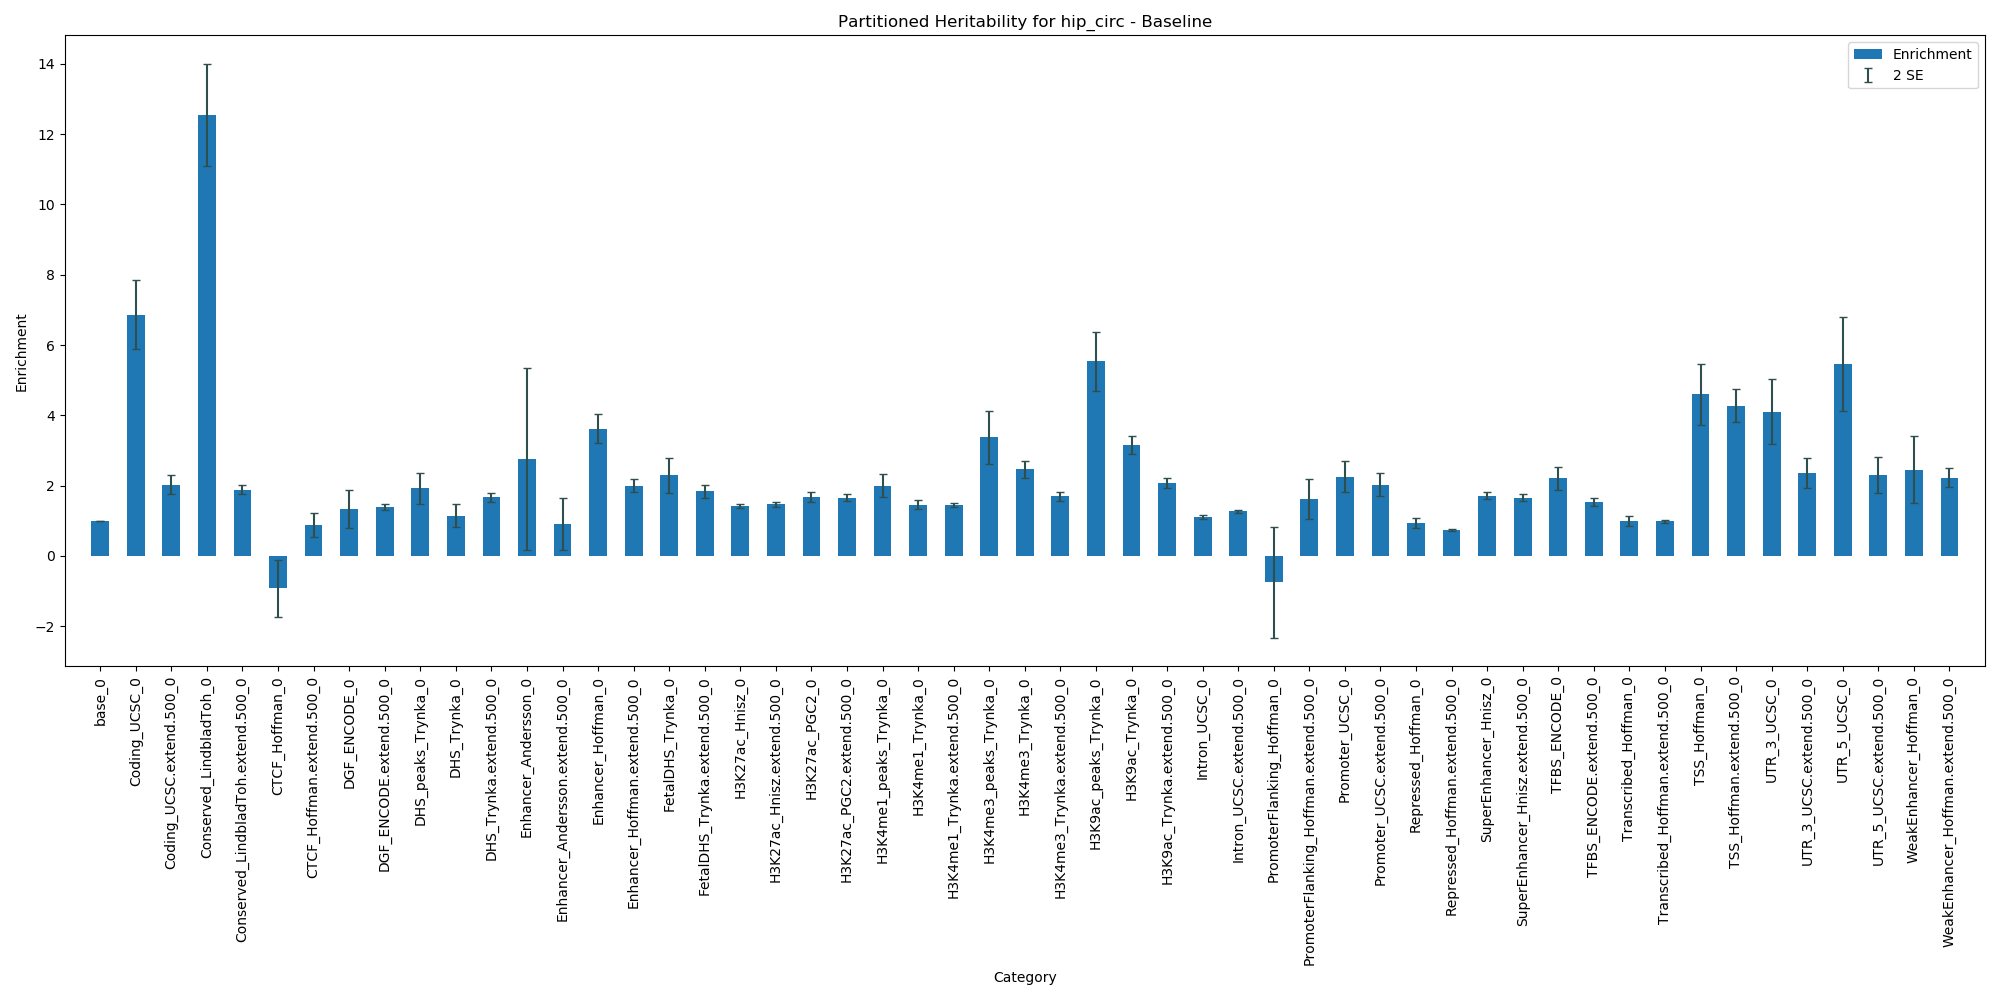 Partitioned Heritability for hip_circ - Baseline
Enrichment
2 SE
14
12
10
8
6
4
2
0
−2
Enrichment
base_0
Coding_UCSC_0
Coding_UCSC.extend.500_0
Conserved_LindbladToh_0
Conserved_LindbladToh.extend.500_0
CTCF_Hoffman_0
CTCF_Hoffman.extend.500_0
DGF_ENCODE_0
DGF_ENCODE.extend.500_0
DHS_peaks_Trynka_0
DHS_Trynka_0
DHS_Trynka.extend.500_0
Enhancer_Andersson_0
Enhancer_Andersson.extend.500_0
Enhancer_Hoffman_0
Enhancer_Hoffman.extend.500_0
FetalDHS_Trynka_0
FetalDHS_Trynka.extend.500_0
H3K27ac_Hnisz_0
H3K27ac_Hnisz.extend.500_0
H3K27ac_PGC2_0
H3K27ac_PGC2.extend.500_0
H3K4me1_peaks_Trynka_0
H3K4me1_Trynka_0
H3K4me1_Trynka.extend.500_0
H3K4me3_peaks_Trynka_0
H3K4me3_Trynka_0
H3K4me3_Trynka.extend.500_0
H3K9ac_peaks_Trynka_0
H3K9ac_Trynka_0
H3K9ac_Trynka.extend.500_0
Intron_UCSC_0
Intron_UCSC.extend.500_0
PromoterFlanking_Hoffman_0
PromoterFlanking_Hoffman.extend.500_0
Promoter_UCSC_0
Promoter_UCSC.extend.500_0
Repressed_Hoffman_0
Repressed_Hoffman.extend.500_0
SuperEnhancer_Hnisz_0
SuperEnhancer_Hnisz.extend.500_0
TFBS_ENCODE_0
TFBS_ENCODE.extend.500_0
Transcribed_Hoffman_0
Transcribed_Hoffman.extend.500_0
TSS_Hoffman_0
TSS_Hoffman.extend.500_0
UTR_3_UCSC_0
UTR_3_UCSC.extend.500_0
UTR_5_UCSC_0
UTR_5_UCSC.extend.500_0
WeakEnhancer_Hoffman_0
WeakEnhancer_Hoffman.extend.500_0
Category